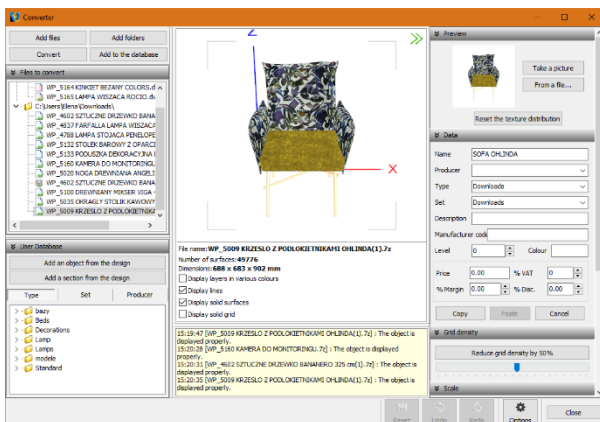 Converter
Add files
Add folders
Convert
Add to the database
Files to convert
WP_5164 KINKIET BEZANY COLORS.d
WP_5165 LAMPA WISZACA ROCIO.d
C:\Users\Elena\Downloads\
WP_4602 SZTUCZNE DRZEWKO BANA
WP_4837 FARFALLA LAMPA WISZACA
WP_4788 LAMPA STOJACA PENELOPE
WP_5132 STOLEK BAROWY Z OPARCI
WP_5133 PODUSZKA DEKORACYJNA I
WP_5160 KAMERA DO MONITORINGU.
WP_5020 NOGA DREWNIANA ANGELI
WP_4602 SZTUCZNE DRZEWKO BANA
WP_5100 DREWNIANY MIKSER VIGA
WP_5035 OKRAGLY STOLIK KAWOWY
WP_5009 KRZESLO Z PODLOKIETNIKA
User Database
Add an object from the design
Add a section from the design
Type
Set
Producer
bazy
Beds
Decorations
Lamp
Lamps
modele
Standard
Z
X
File name:WP_5009 KRZESLO Z PODLOKIETNIKAMI OHLINDA(1).7z
Number of surfaces:49776
Dimensions:688 x 683 x 902 mm
Display layers in various colours
Display lines
Display solid surfaces
Display solid grid
15:19:47 [WP_5009 KRZESLO Z PODLOKIETNIKAMI OHLINDA(1).7z] : The object is
displayed properly.
15:20:28 [WP_5160 KAMERA DO MONITORINGU.7z] : The object is displayed
properly.
15:20:31 [WP_4602 SZTUCZNE DRZEWKO BANANERO 325 cm(1).7z] : The object is
displayed properly.
15:20:35 [WP_5009 KRZESLO Z PODLOKIETNIKAMI OHLINDA(1).7z] : The object is
displayed properly.
Preview
Take a picture
From a file...
Reset the texture distribution
Data
Name SOFA OHLINDA
Producer
Type Downloads
Set Downloads
Description
Manufacturer code
Level 0 Colour
Price 0.00 % VAT 0
% Margin 0.00 % Disc. 0.00
Copy
Paste
Cancel
Grid density
Reduce grid density by 50%
Scale
Reset
Undo
Redo
Options
Close